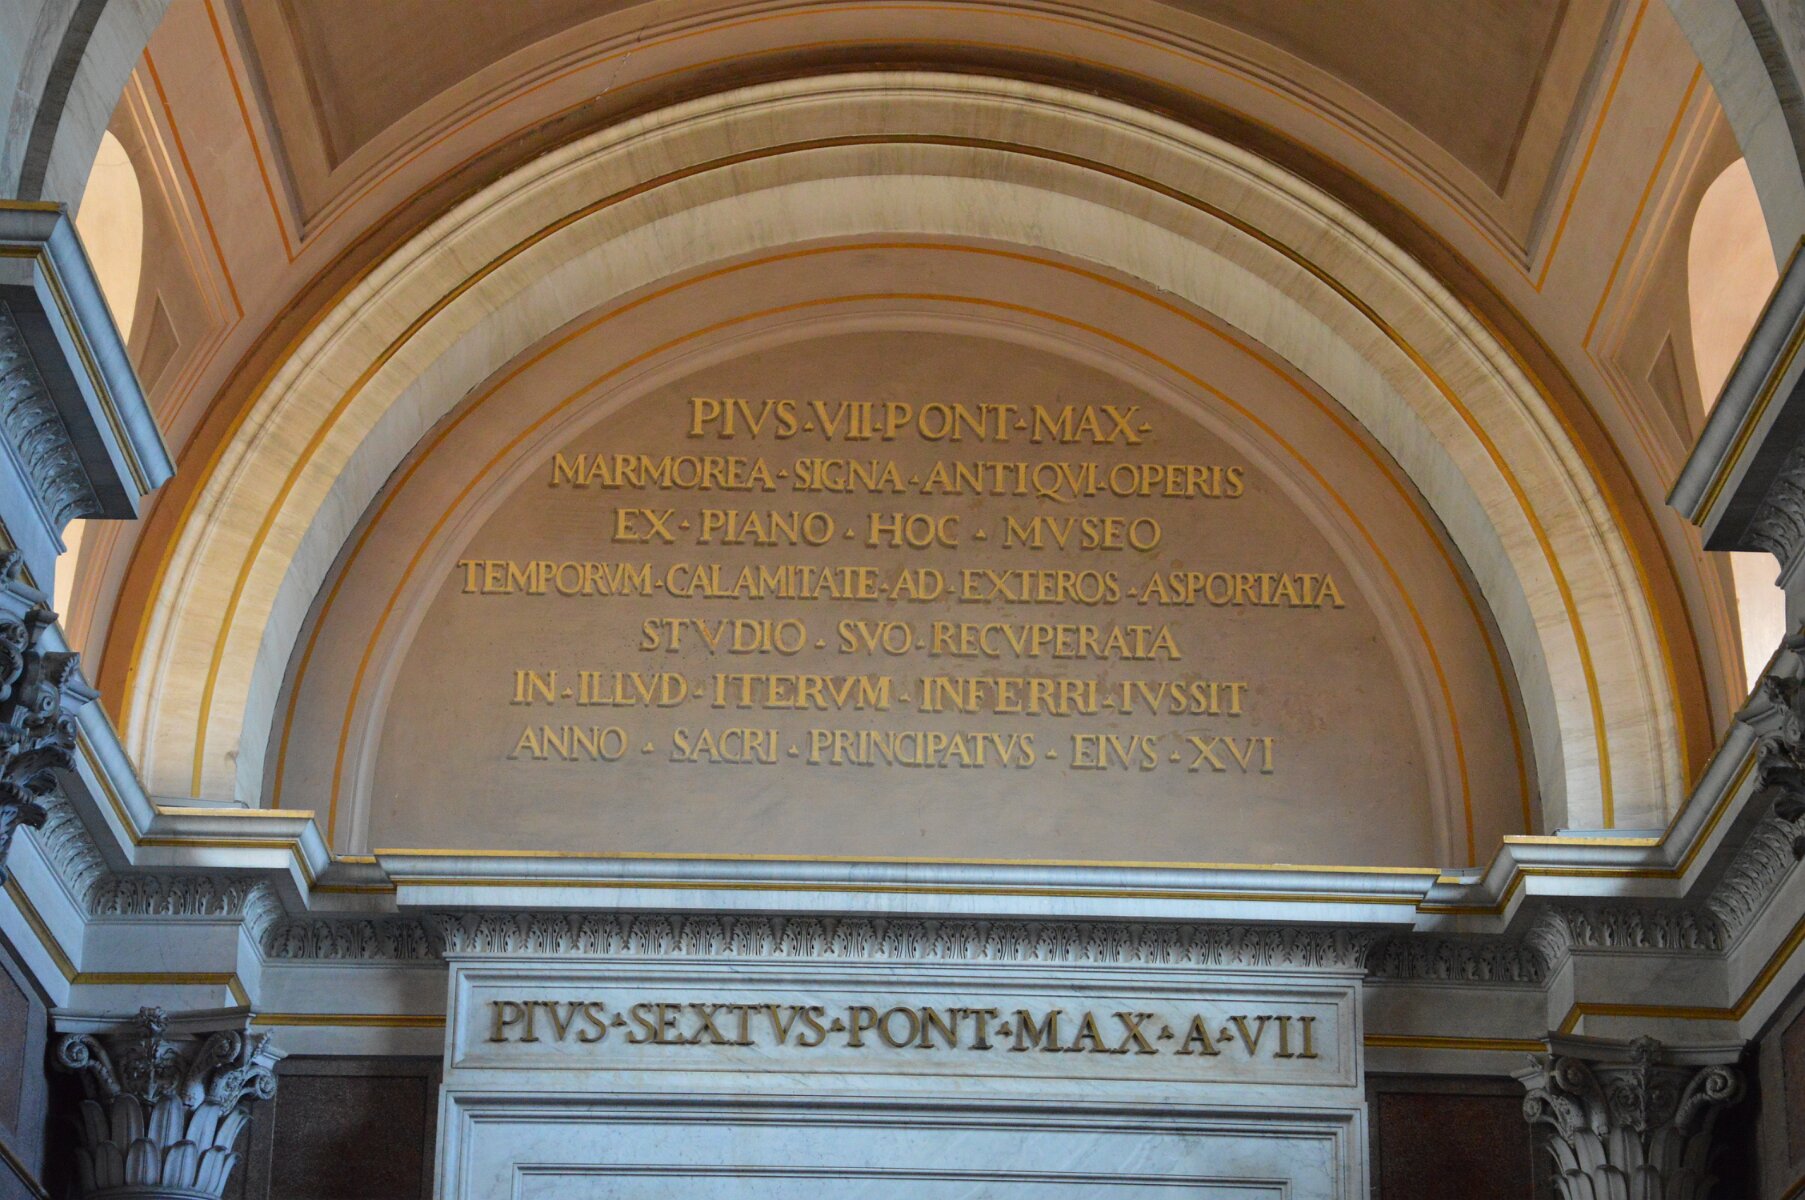 PIVS·VII·PONT·MAX·
MARMOREA·SIGNA·ANTIQVI·OPERIS
EX·PIANO·HOC·MVSEO
TEMPORVM·CALAMITATE·AD·EXTEROS·ASPORTATA
STVDIO·SVO·RECVPERATA
IN·ILLVD·ITERVM·INFERRI·IVSSIT
ANNO·SACRI·PRINCIPATVS·EIVS·XVI
PIVS·SEXTVS·PONT·MAX·A·VII